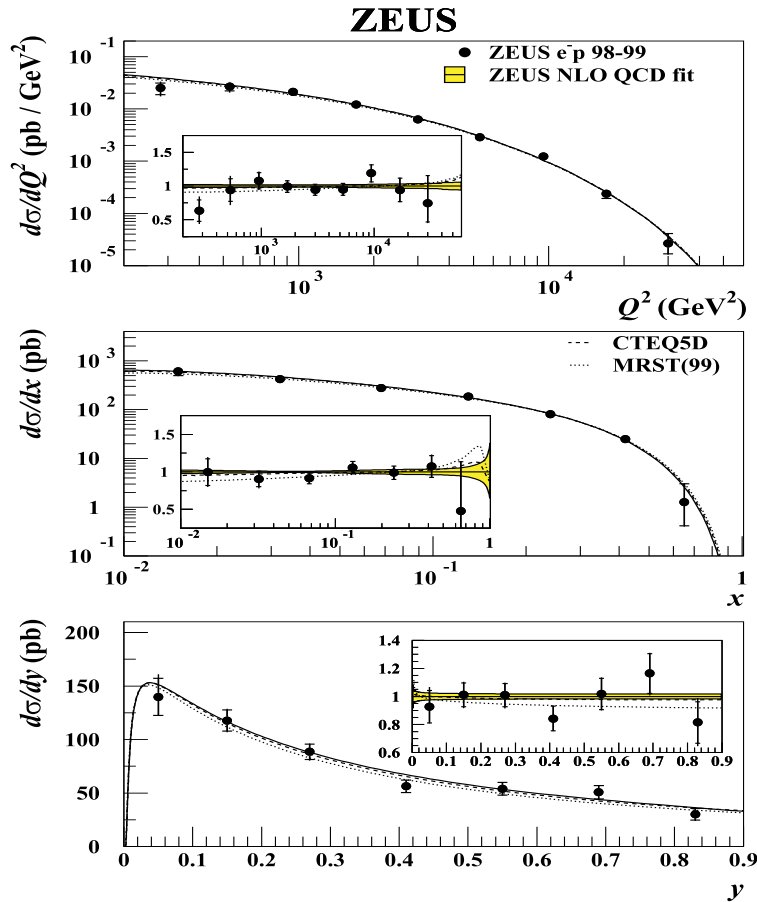 ZEUS
dσ/dQ² (pb / GeV²)
10⁻¹
10⁻²
10⁻³
10⁻⁴
10⁻⁵
ZEUS e⁻p 98-99
ZEUS NLO QCD fit
1.5
1
0.5
10³ 10⁴
10³ 10⁴
Q² (GeV²)
dσ/dx (pb)
10³
10²
10
1
10⁻¹
CTEQ5D
MRST(99)
1.5
1
0.5
10⁻² 10⁻¹ 1
10⁻² 10⁻¹ 1
x
dσ/dy (pb)
200
150
100
50
0
1.4
1.2
1
0.8
0.6
0 0.1 0.2 0.3 0.4 0.5 0.6 0.7 0.8 0.9
0 0.1 0.2 0.3 0.4 0.5 0.6 0.7 0.8 0.9
y